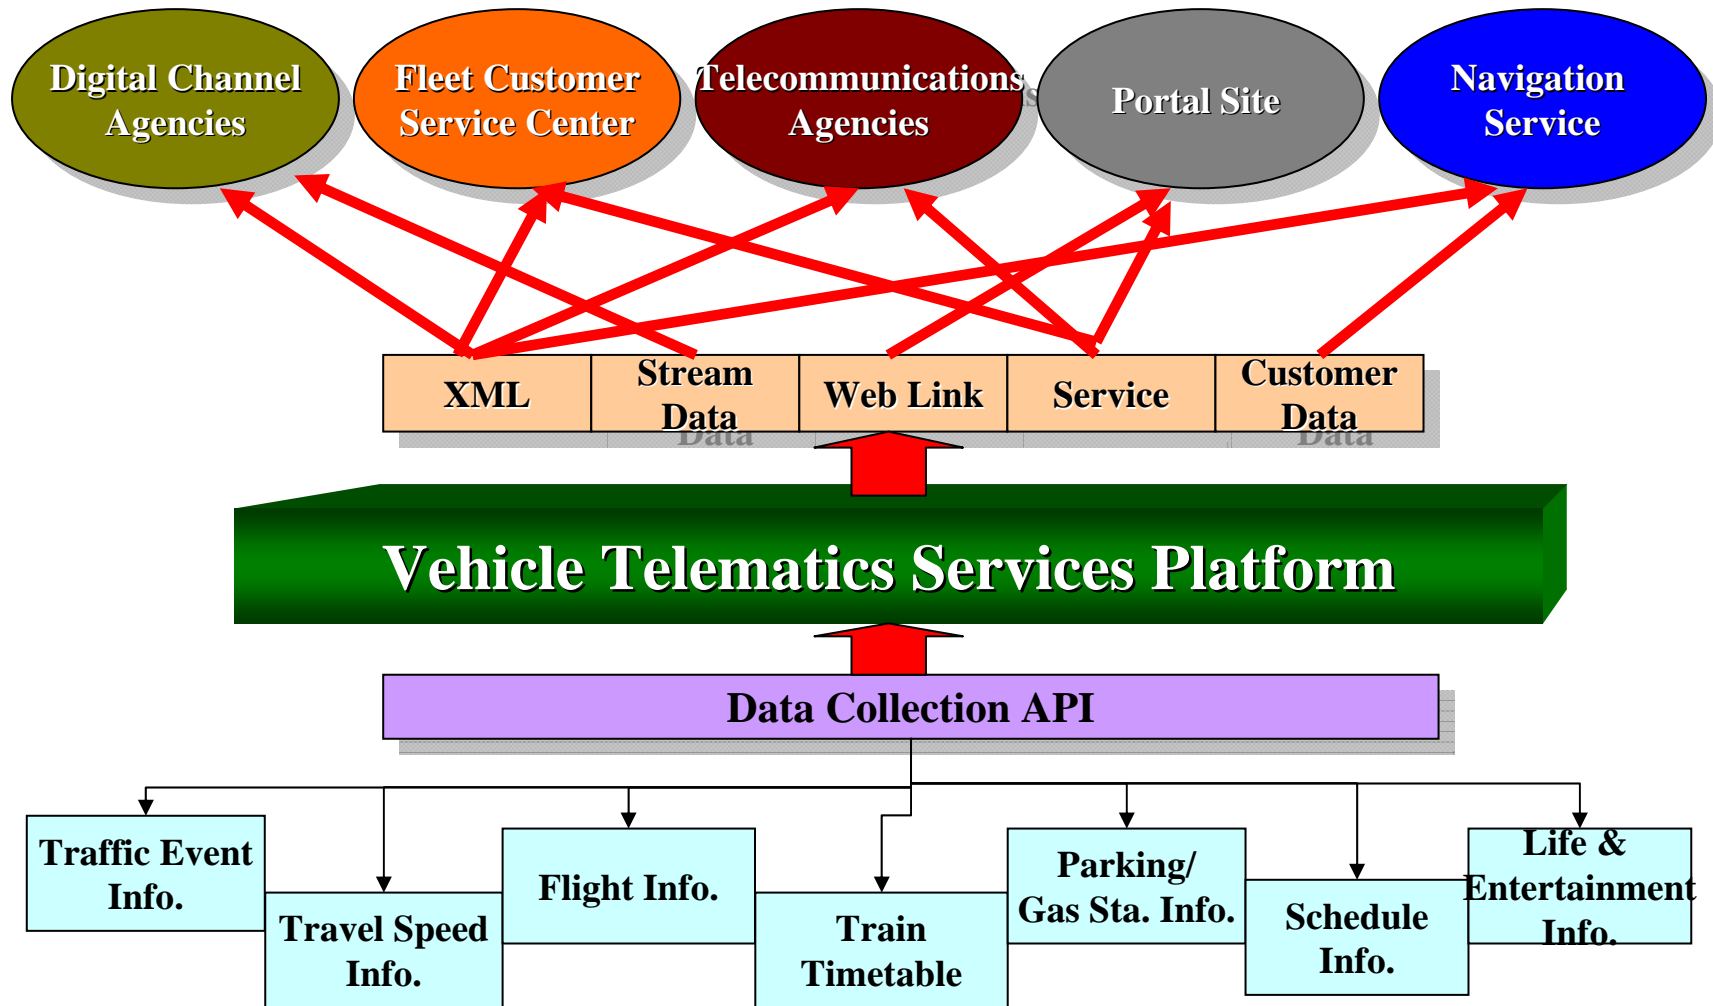 Digital Channel
Agencies
Fleet Customer
Service Center
Telecommunications
Agencies
Portal Site
Navigation
Service
XML
Stream
Data
Web Link
Service
Customer
Data
Vehicle Telematics Services Platform
Data Collection API
Traffic Event
Info.
Travel Speed
Info.
Flight Info.
Train
Timetable
Parking/
Gas Sta. Info.
Schedule
Info.
Life &
Entertainment
Info.